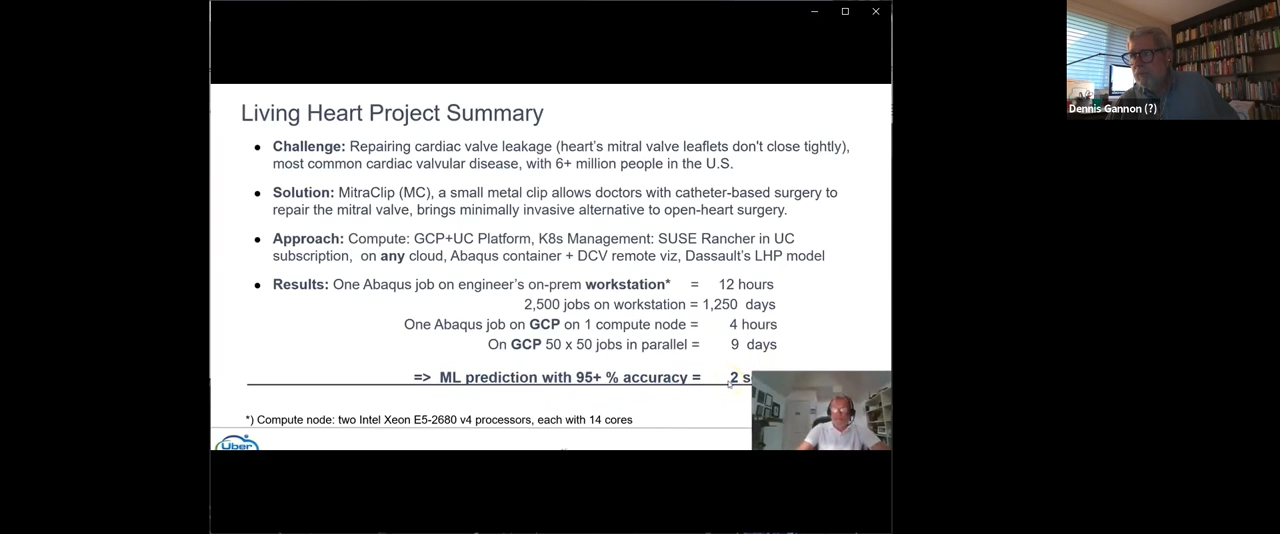 Living Heart Project Summary
● Challenge: Repairing cardiac valve leakage (heart's mitral valve leaflets don't close tightly),
most common cardiac valvular disease, with 6+ million people in the U.S.
● Solution: MitraClip (MC), a small metal clip allows doctors with catheter-based surgery to
repair the mitral valve, brings minimally invasive alternative to open-heart surgery.
● Approach: Compute: GCP+UC Platform, K8s Management: SUSE Rancher in UC
subscription, on any cloud, Abaqus container + DCV remote viz, Dassault's LHP model
● Results: One Abaqus job on engineer's on-prem workstation* = 12 hours
2,500 jobs on workstation = 1,250 days
One Abaqus job on GCP on 1 compute node = 4 hours
On GCP 50 x 50 jobs in parallel = 9 days
=> ML prediction with 95+ % accuracy = 2 s
*) Compute node: two Intel Xeon E5-2680 v4 processors, each with 14 cores
Uber
Dennis Gannon (?)